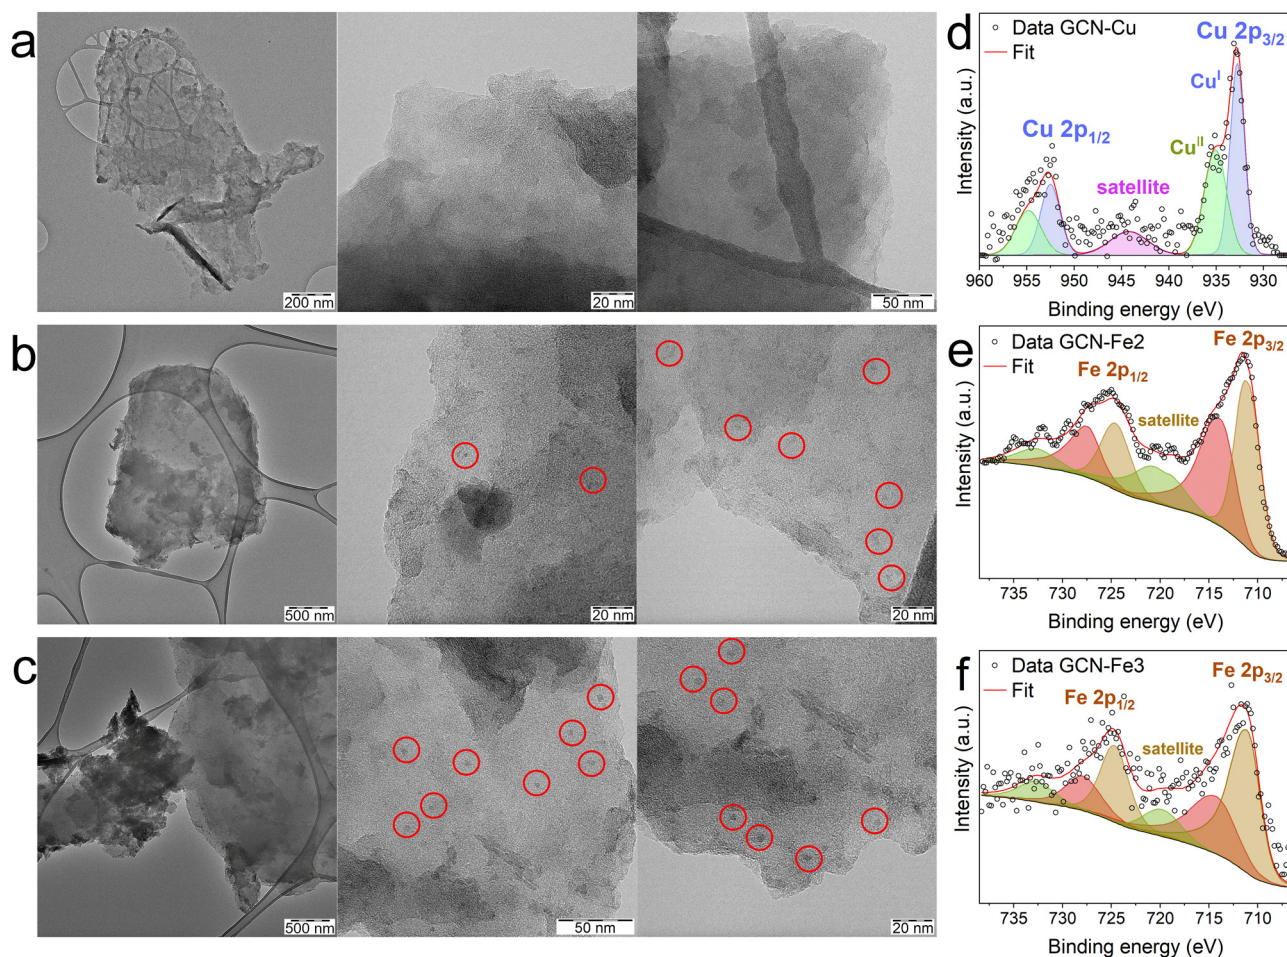 a
200 nm
20 nm
50 nm
b
500 nm
20 nm
20 nm
c
500 nm
50 nm
20 nm
d
Data GCN-Cu
Fit
Cu 2p3/2
CuI
Cu 2p1/2
CuII
satellite
Intensity (a.u.)
960 955 950 945 940 935 930
Binding energy (eV)
e
Data GCN-Fe2
Fit
Fe 2p3/2
Fe 2p1/2
satellite
Intensity (a.u.)
735 730 725 720 715 710
Binding energy (eV)
f
Data GCN-Fe3
Fit
Fe 2p3/2
Fe 2p1/2
satellite
Intensity (a.u.)
735 730 725 720 715 710
Binding energy (eV)